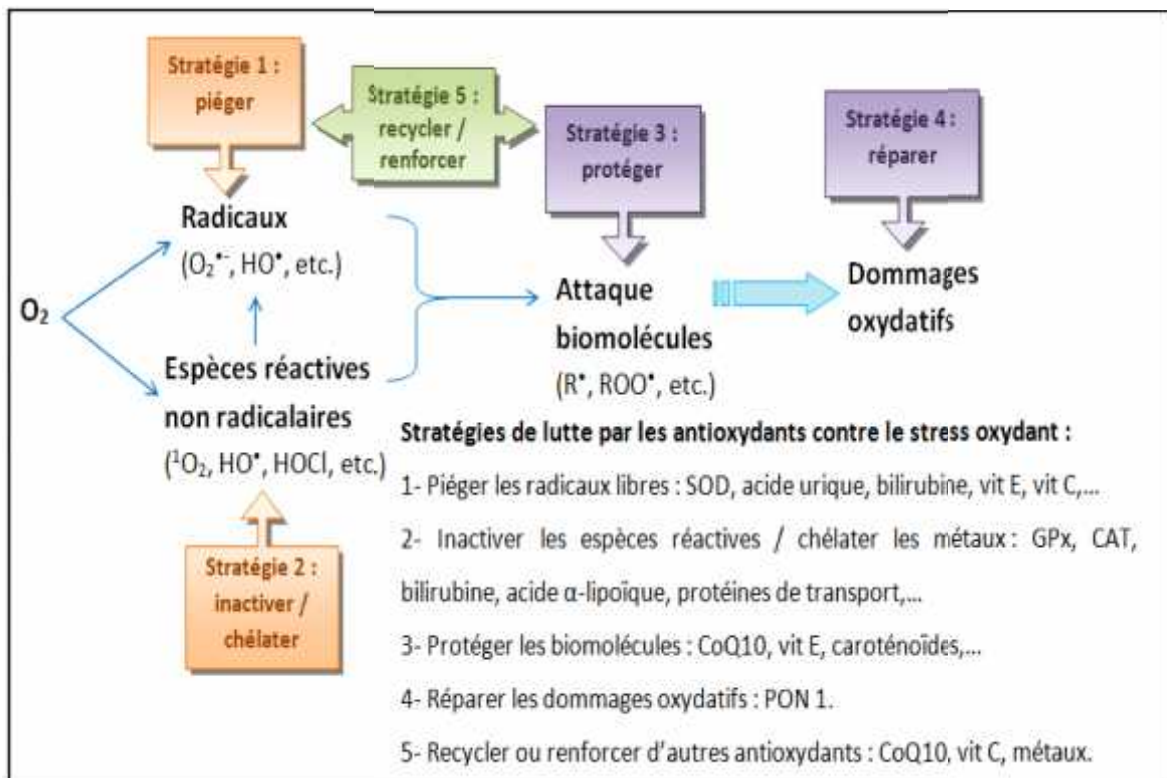 Stratégie 1 :
piéger
Stratégie 5 :
recycler /
renforcer
Stratégie 3 :
protéger
Stratégie 4 :
réparer
Radicaux
(O₂•⁻, HO•, etc.)
O₂
Espèces réactives
non radicalaires
(¹O₂, HO•, HOCl, etc.)
Attaque
biomolécules
(R•, ROO•, etc.)
Dommages
oxydatifs
Stratégie 2 :
inactiver /
chélater
Stratégies de lutte par les antioxydants contre le stress oxydant :
1- Piéger les radicaux libres : SOD, acide urique, bilirubine, vit E, vit C,...
2- Inactiver les espèces réactives / chélater les métaux : GPx, CAT,
bilirubine, acide α-lipoïque, protéines de transport,...
3- Protéger les biomolécules : CoQ10, vit E, caroténoïdes,...
4- Réparer les dommages oxydatifs : PON 1.
5- Recycler ou renforcer d'autres antioxydants : CoQ10, vit C, métaux.